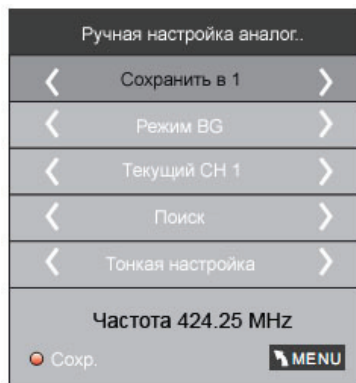 Ручная настройка аналог..
Сохранить в 1
Режим BG
Текущий CH 1
Поиск
Тонкая настройка
Частота 424.25 MHz
Сохр.
MENU